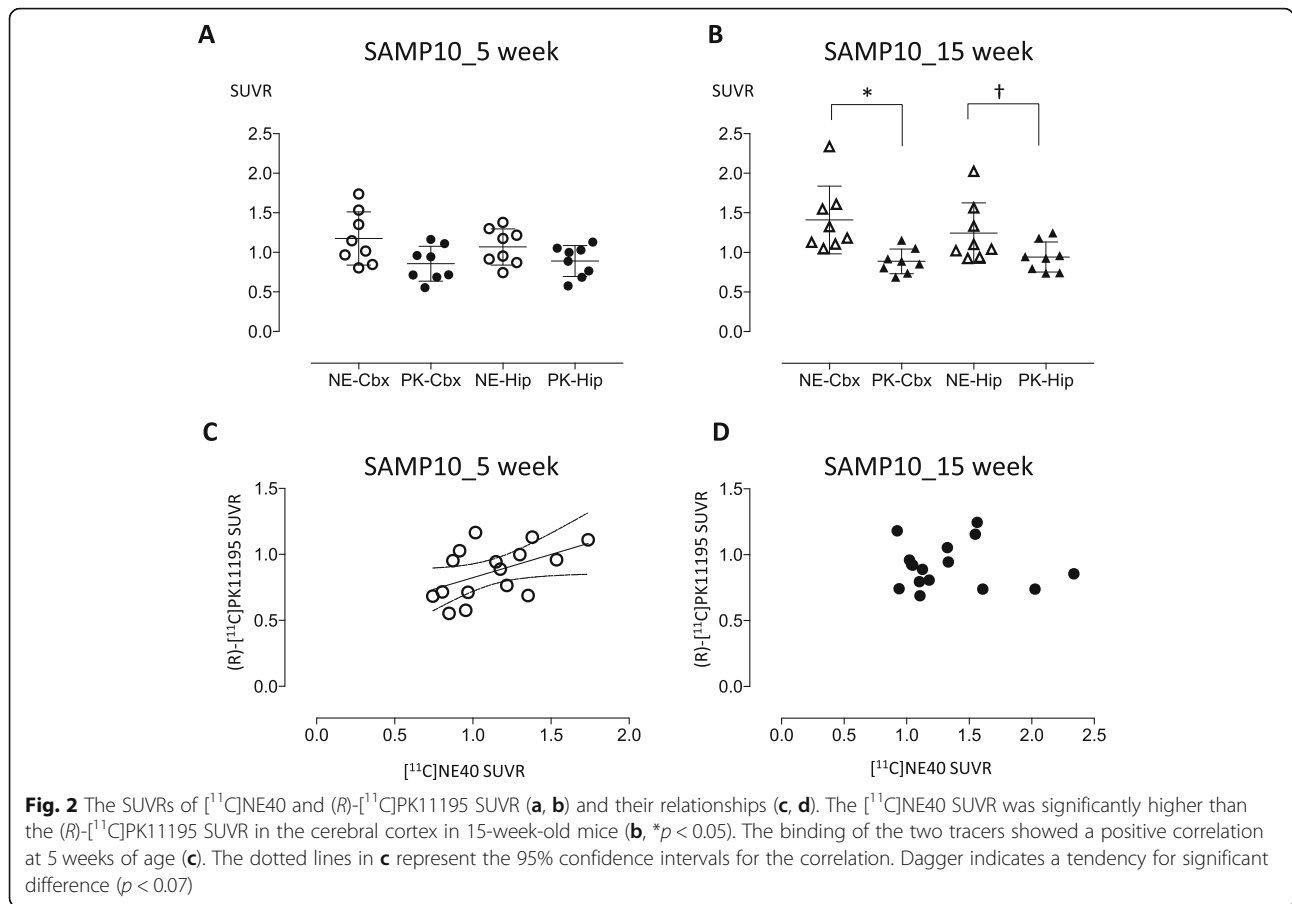 A
SAMP10_5 week
SUVR
2.5
2.0
1.5
1.0
0.5
0.0
NE-Cbx PK-Cbx NE-Hip PK-Hip
B
SAMP10_15 week
SUVR
* †
2.5
2.0
1.5
1.0
0.5
0.0
NE-Cbx PK-Cbx NE-Hip PK-Hip
C
SAMP10_5 week
(R)-[¹¹C]PK11195 SUVR
1.5
1.0
0.5
0.0
0.0 0.5 1.0 1.5 2.0
[¹¹C]NE40 SUVR
D
SAMP10_15 week
(R)-[¹¹C]PK11195 SUVR
1.5
1.0
0.5
0.0
0.0 0.5 1.0 1.5 2.0 2.5
[¹¹C]NE40 SUVR
Fig. 2 The SUVRs of [¹¹C]NE40 and (R)-[¹¹C]PK11195 SUVR (a, b) and their relationships (c, d). The [¹¹C]NE40 SUVR was significantly higher than
the (R)-[¹¹C]PK11195 SUVR in the cerebral cortex in 15-week-old mice (b, *p < 0.05). The binding of the two tracers showed a positive correlation
at 5 weeks of age (c). The dotted lines in c represent the 95% confidence intervals for the correlation. Dagger indicates a tendency for significant
difference (p < 0.07)